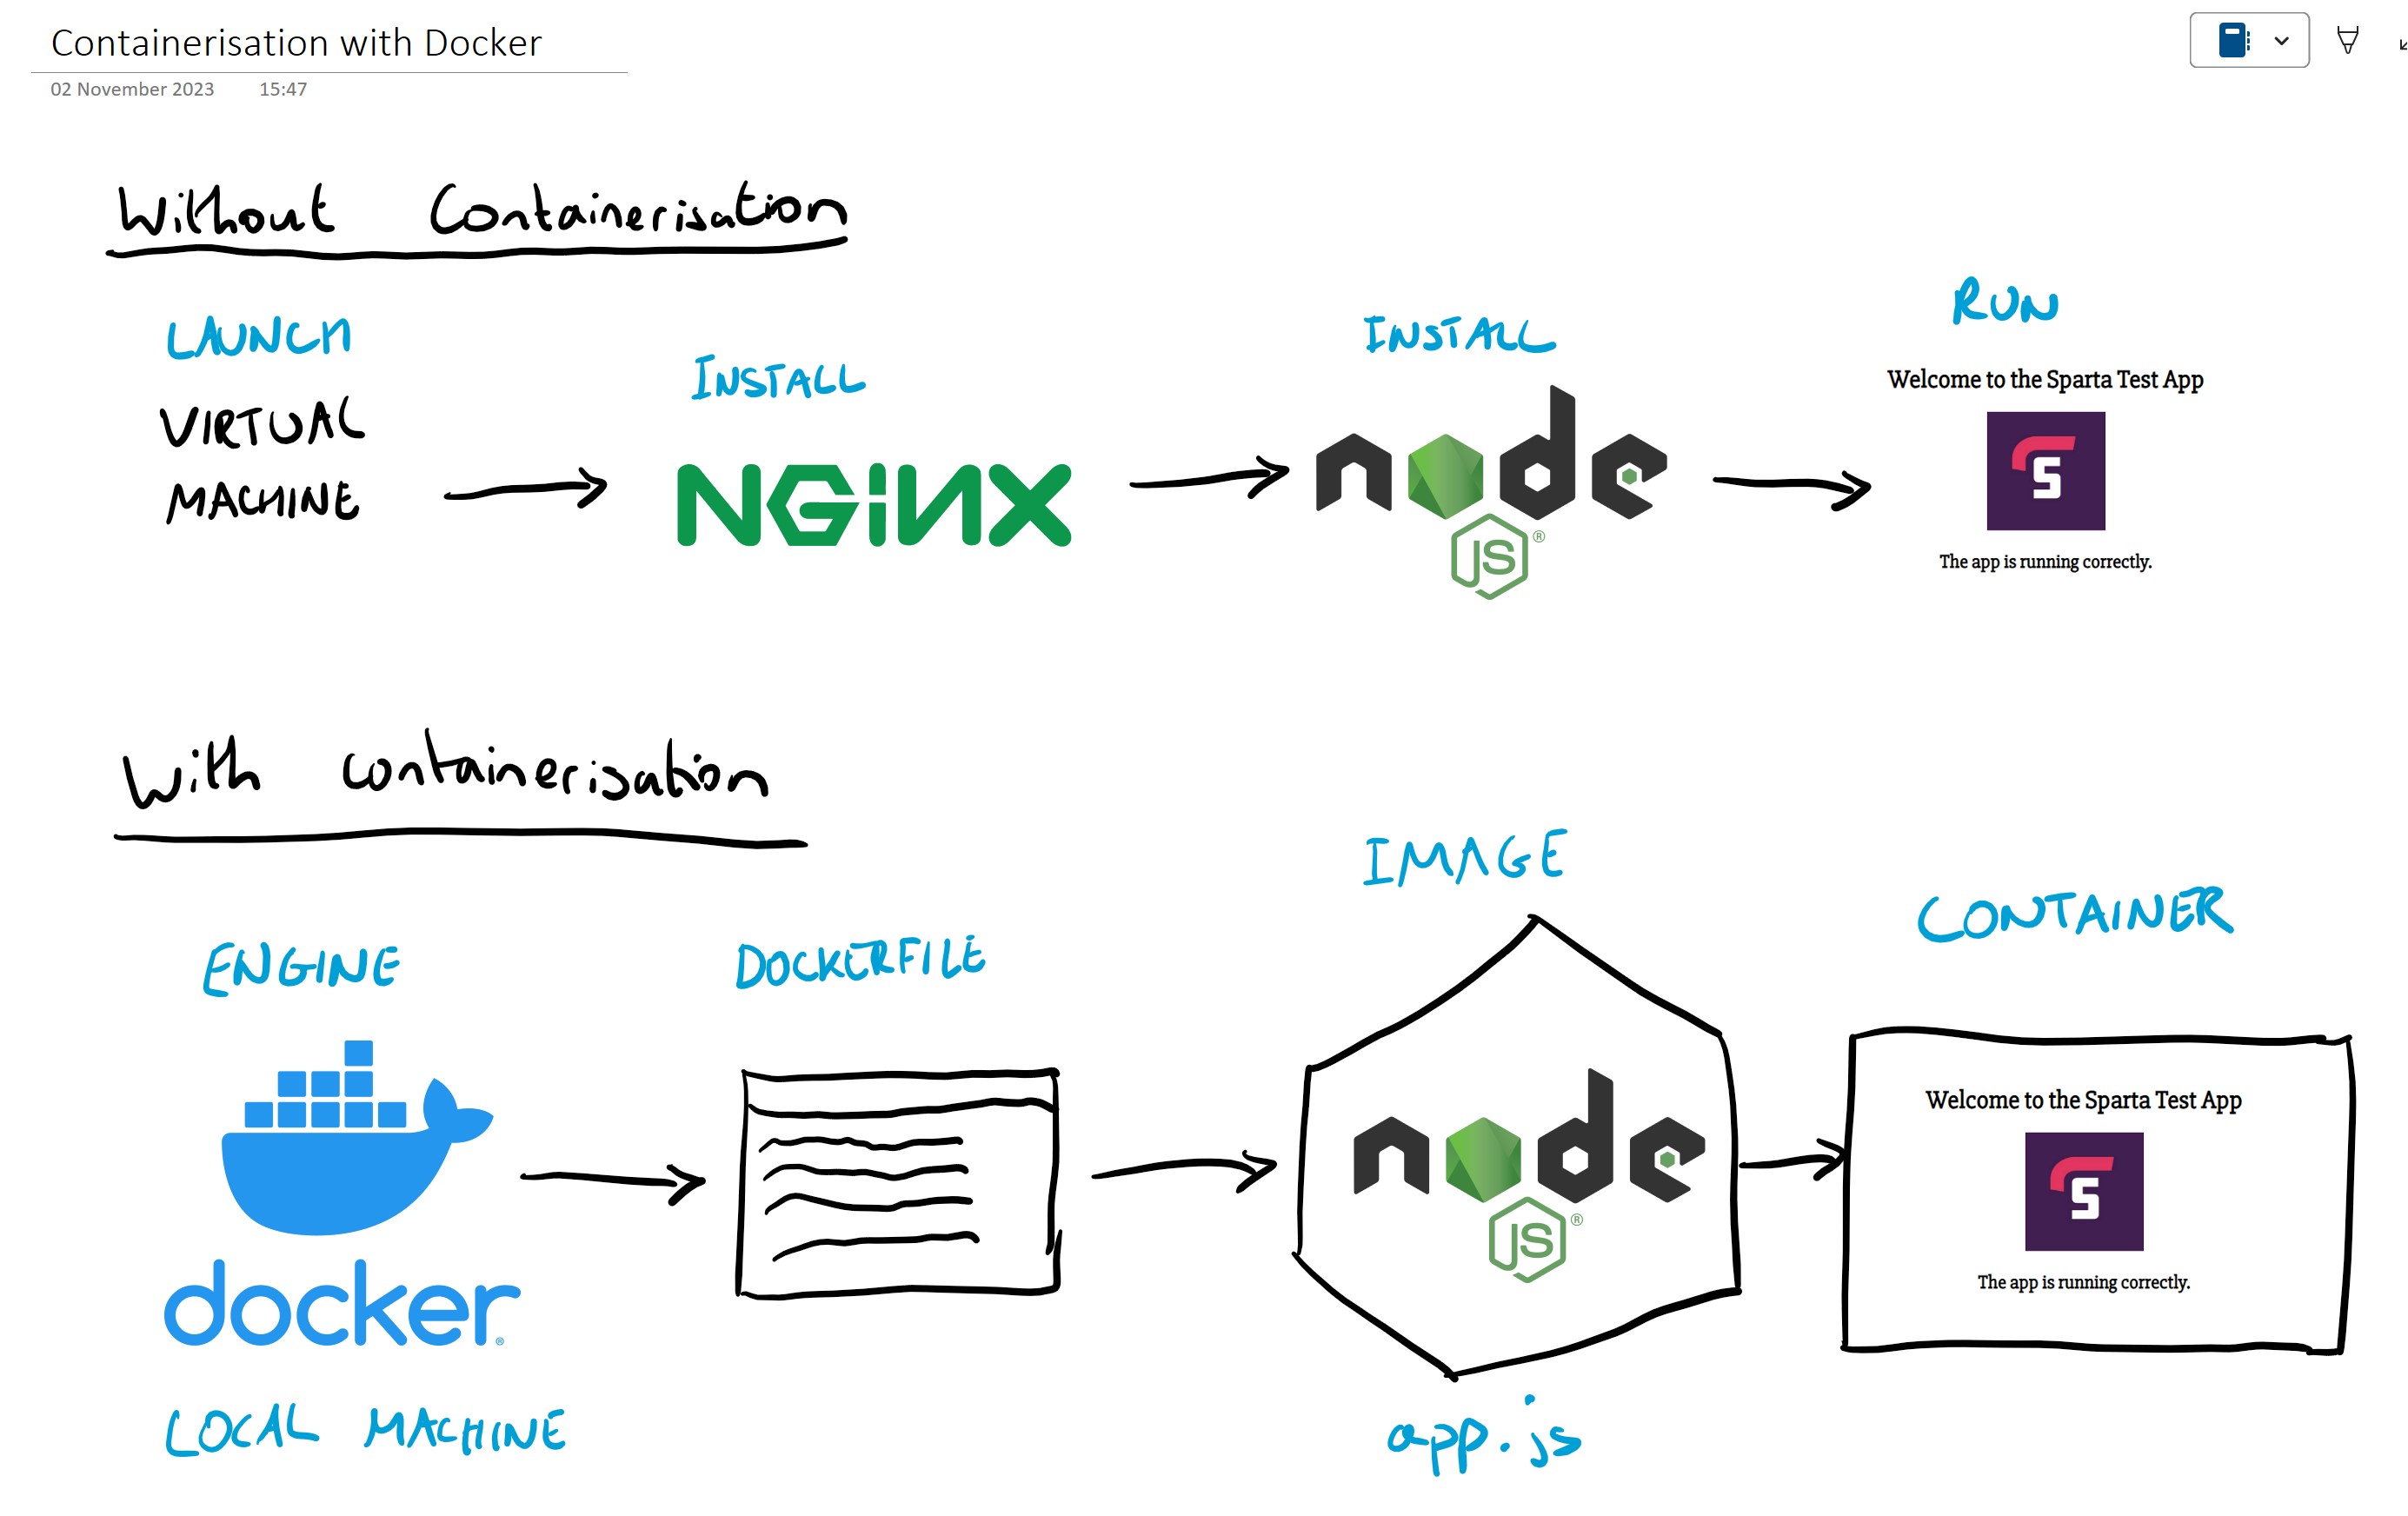 Containerisation with Docker
02 November 2023 15:47
Without Containerisation
LAUNCH
VIRTUAL
MACHINE
INSTALL
NGINX
INSTALL
node
JS®
RUN
Welcome to the Sparta Test App
S
The app is running correctly.
With containerisation
ENGINE
docker®
LOCAL MACHINE
DOCKERFILE
IMAGE
node
JS®
app.js
CONTAINER
Welcome to the Sparta Test App
S
The app is running correctly.